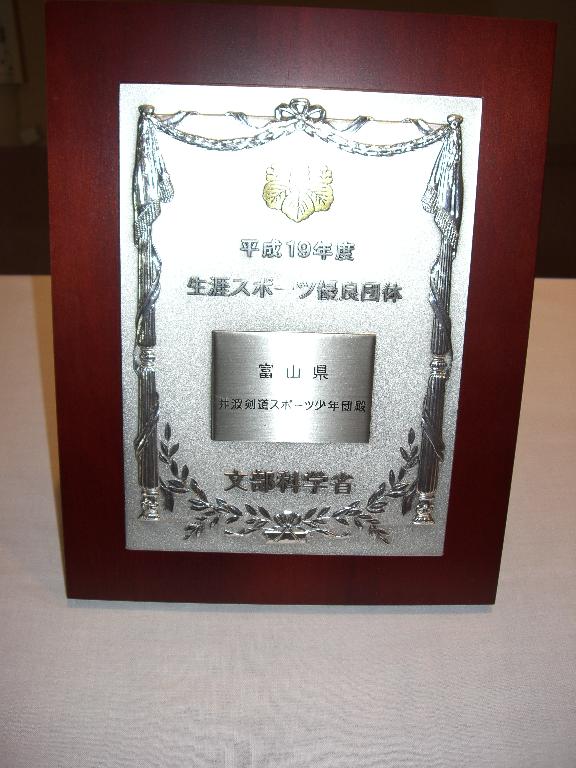 平成19年度
生涯スポーツ優良団体
富山県
井波剣道スポーツ少年団殿
文部科学省